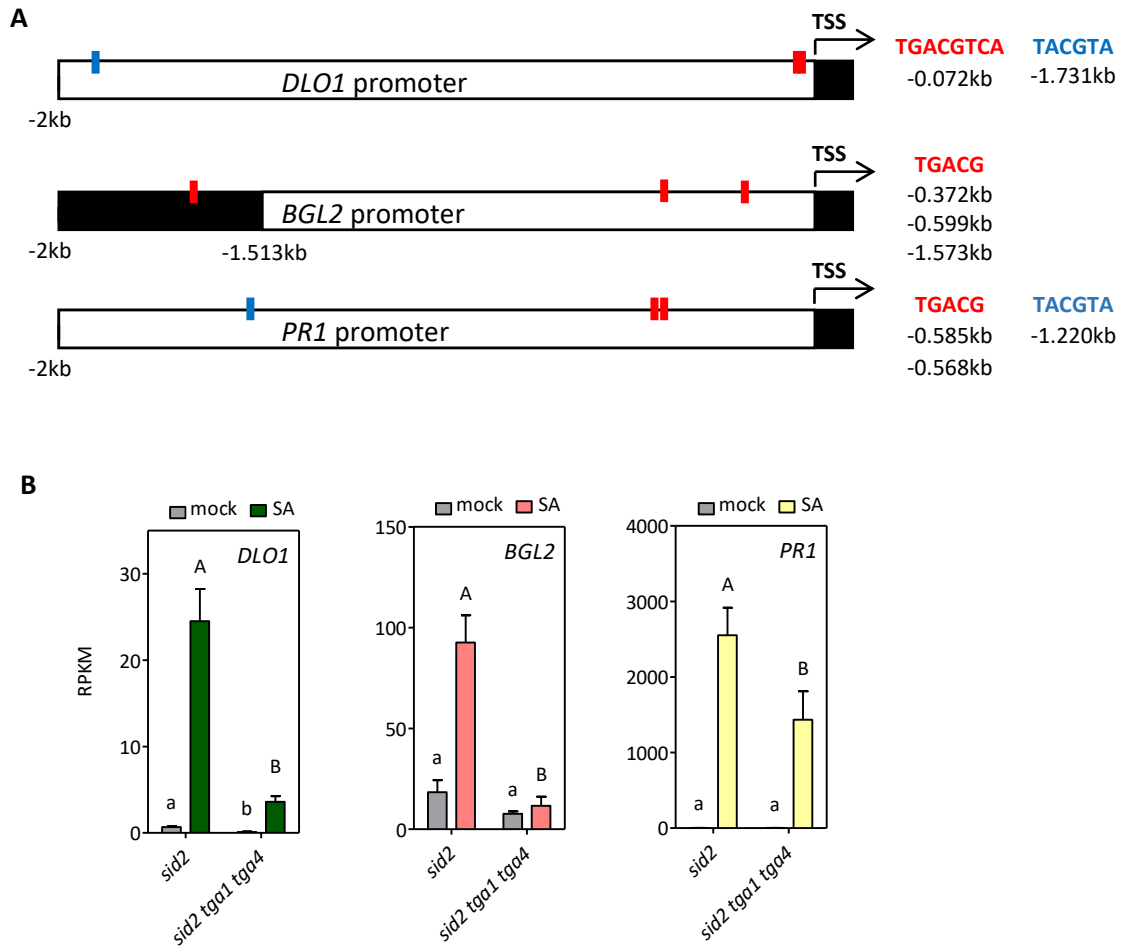 A
TSS
TGACGTCA TACGTA
DLO1 promoter
-0.072kb -1.731kb
-2kb
TSS
TGACG
BGL2 promoter
-0.372kb
-0.599kb
-2kb -1.513kb
-1.573kb
TSS
TGACG TACGTA
PR1 promoter
-0.585kb -1.220kb
-2kb
-0.568kb
B
mock SA
DLO1
RPKM
30
20
10
0
a
A
b
B
sid2
sid2 tga1 tga4
mock SA
BGL2
150
100
50
0
a
A
a
B
sid2
sid2 tga1 tga4
mock SA
PR1
4000
3000
2000
1000
0
a
A
a
B
sid2
sid2 tga1 tga4